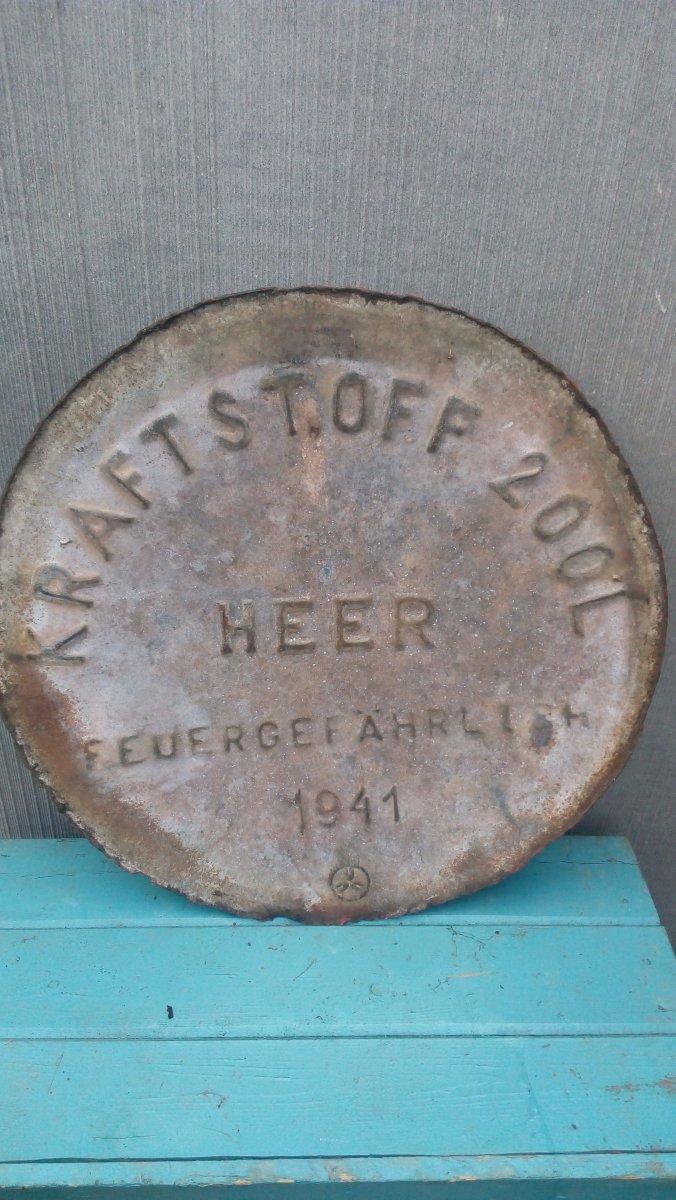 KRAFTSTOFF 200L
HEER
FEUERGEFÄHRLICH
1941